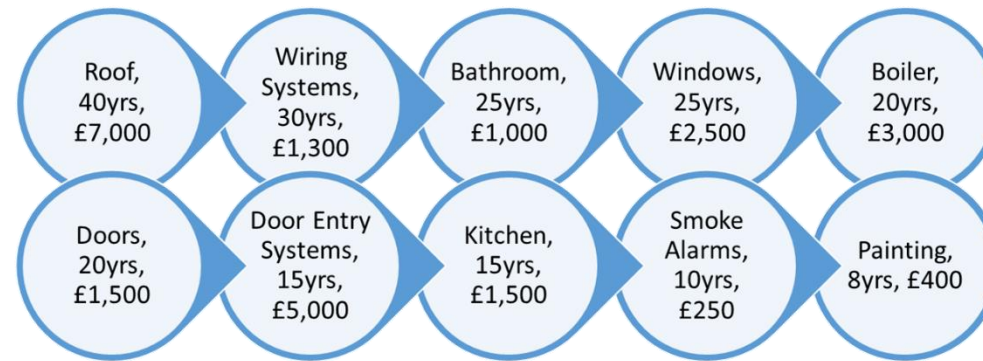 Roof,
40yrs,
£7,000
Wiring
Systems,
30yrs,
£1,300
Bathroom,
25yrs,
£1,000
Windows,
25yrs,
£2,500
Boiler,
20yrs,
£3,000
Doors,
20yrs,
£1,500
Door Entry
Systems,
15yrs,
£5,000
Kitchen,
15yrs,
£1,500
Smoke
Alarms,
10yrs,
£250
Painting,
8yrs, £400